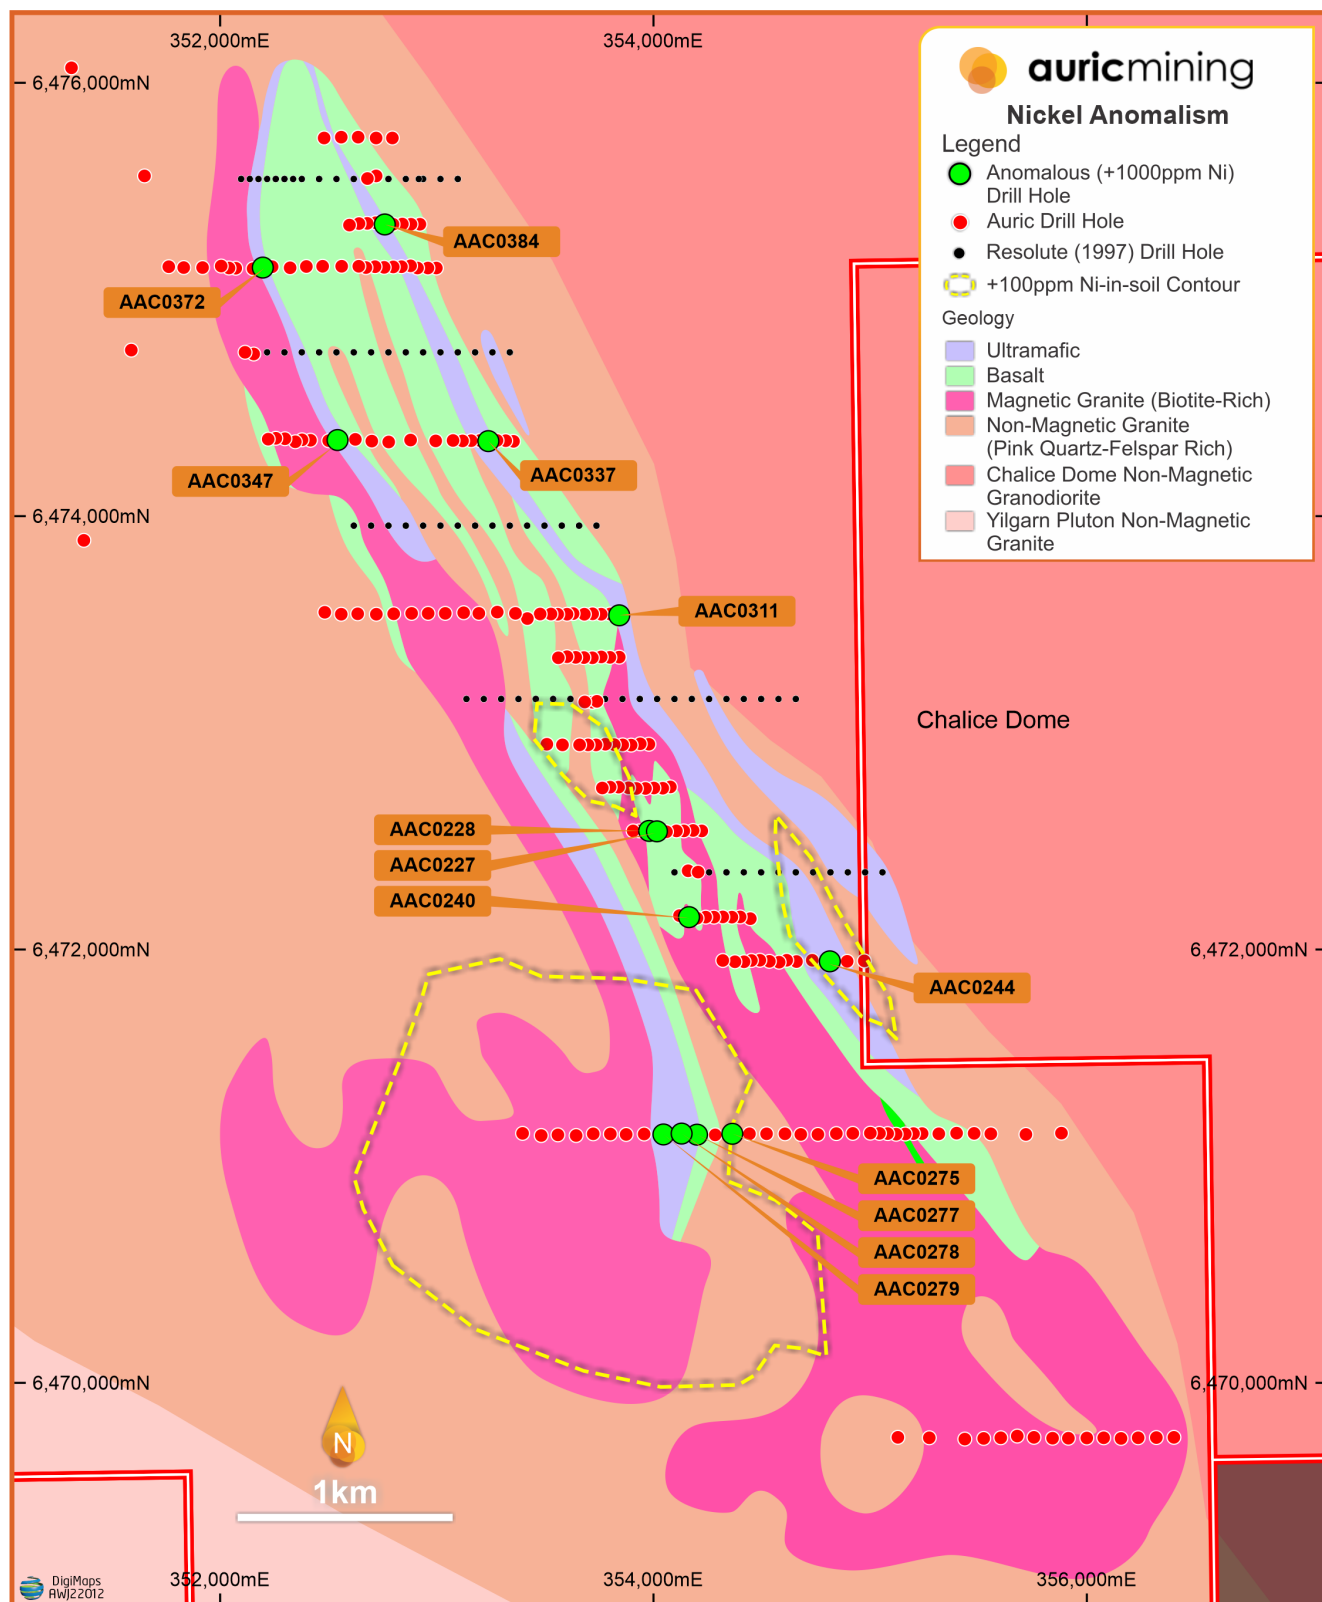 352,000mE
354,000mE
6,476,000mN
auricmining
Nickel Anomalism
Legend
Anomalous (+1000ppm Ni)
Drill Hole
Auric Drill Hole
Resolute (1997) Drill Hole
+100ppm Ni-in-soil Contour
Geology
Ultramafic
Basalt
Magnetic Granite (Biotite-Rich)
Non-Magnetic Granite
(Pink Quartz-Felspar Rich)
Chalice Dome Non-Magnetic
Granodiorite
Yilgarn Pluton Non-Magnetic
Granite
AAC0384
AAC0372
AAC0337
AAC0347
6,474,000mN
AAC0311
Chalice Dome
AAC0228
AAC0227
AAC0240
6,472,000mN
6,472,000mN
AAC0244
AAC0275
AAC0277
AAC0278
AAC0279
6,470,000mN
6,470,000mN
N
1km
DigiMaps
AWJ22012
352,000mE
354,000mE
356,000mE